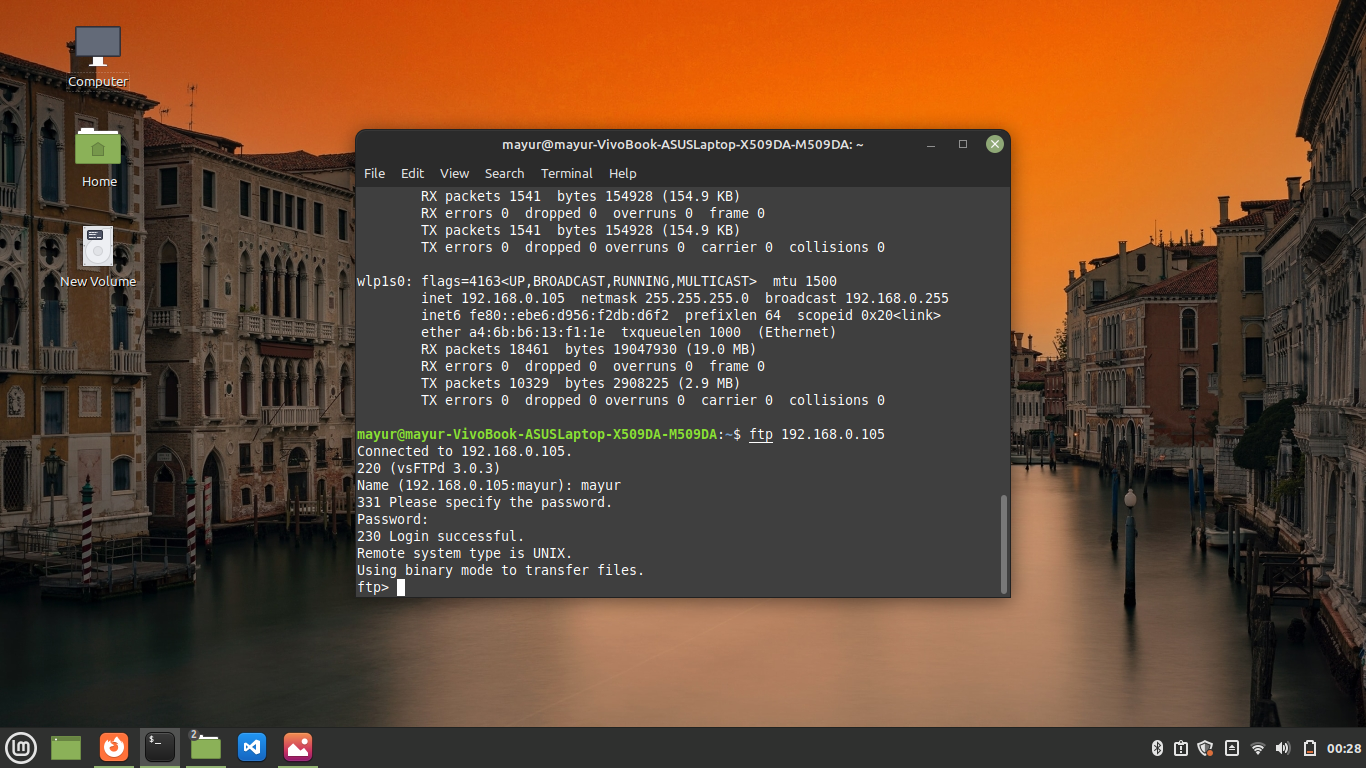 Computer
Home
New Volume
mayur@mayur-VivoBook-ASUSLaptop-X509DA-M509DA: ~
File Edit View Search Terminal Help
RX packets 1541  bytes 154928 (154.9 KB)
RX errors 0  dropped 0  overruns 0  frame 0
TX packets 1541  bytes 154928 (154.9 KB)
TX errors 0  dropped 0 overruns 0  carrier 0  collisions 0
wlp1s0: flags=4163<UP,BROADCAST,RUNNING,MULTICAST>  mtu 1500
inet 192.168.0.105  netmask 255.255.255.0  broadcast 192.168.0.255
inet6 fe80::ebe6:d956:f2db:d6f2  prefixlen 64  scopeid 0x20<link>
ether a4:6b:b6:13:f1:1e  txqueuelen 1000  (Ethernet)
RX packets 18461  bytes 19047930 (19.0 MB)
RX errors 0  dropped 0  overruns 0  frame 0
TX packets 10329  bytes 2908225 (2.9 MB)
TX errors 0  dropped 0 overruns 0  carrier 0  collisions 0
mayur@mayur-VivoBook-ASUSLaptop-X509DA-M509DA:~$ ftp 192.168.0.105
Connected to 192.168.0.105.
220 (vsFTPd 3.0.3)
Name (192.168.0.105:mayur): mayur
331 Please specify the password.
Password:
230 Login successful.
Remote system type is UNIX.
Using binary mode to transfer files.
ftp>
$_
2
00:28